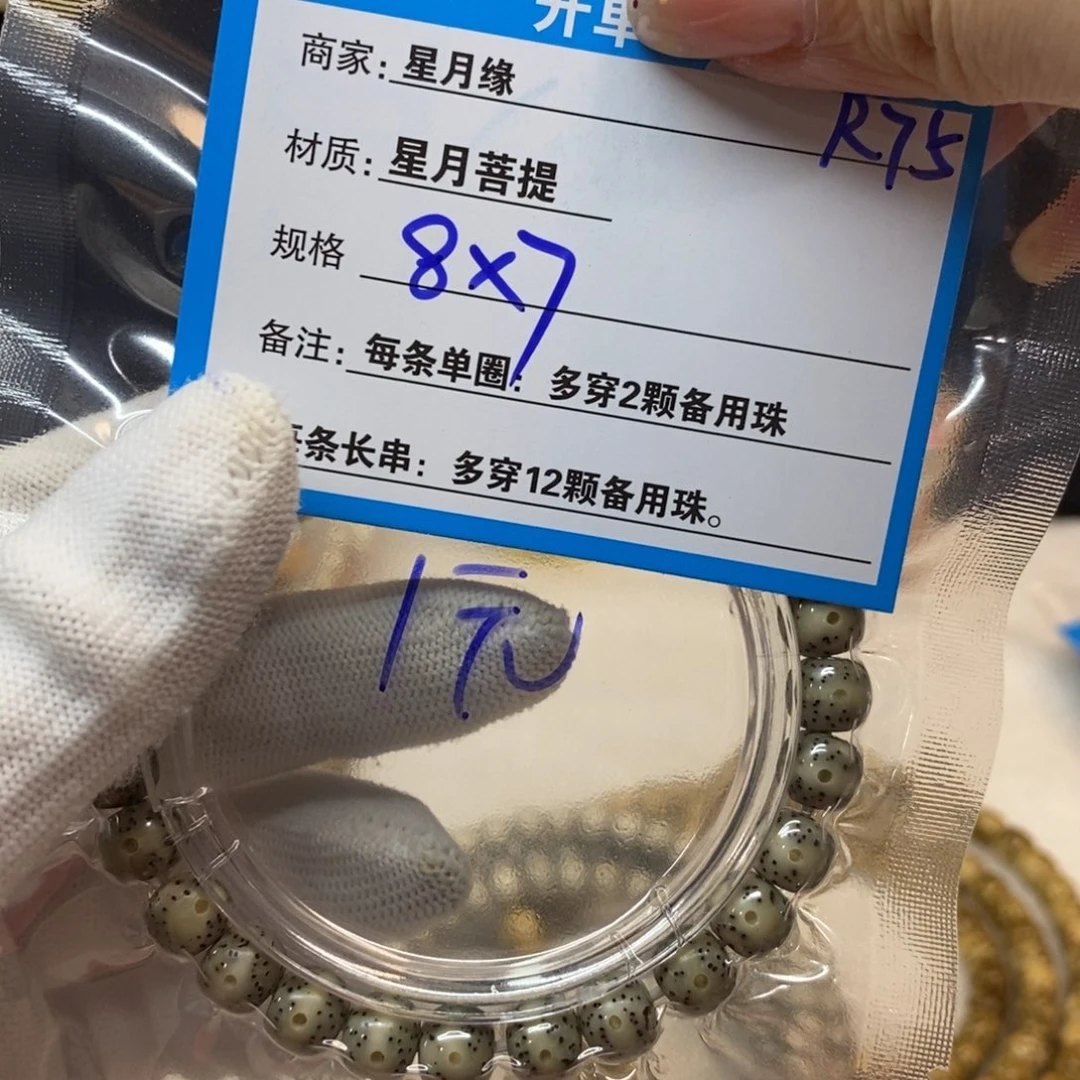 开单
商家：星月缘
R75
材质：星月菩提
规格 8×7
备注：每条单圈：多穿2颗备用珠
每条长串：多穿12颗备用珠。
1元